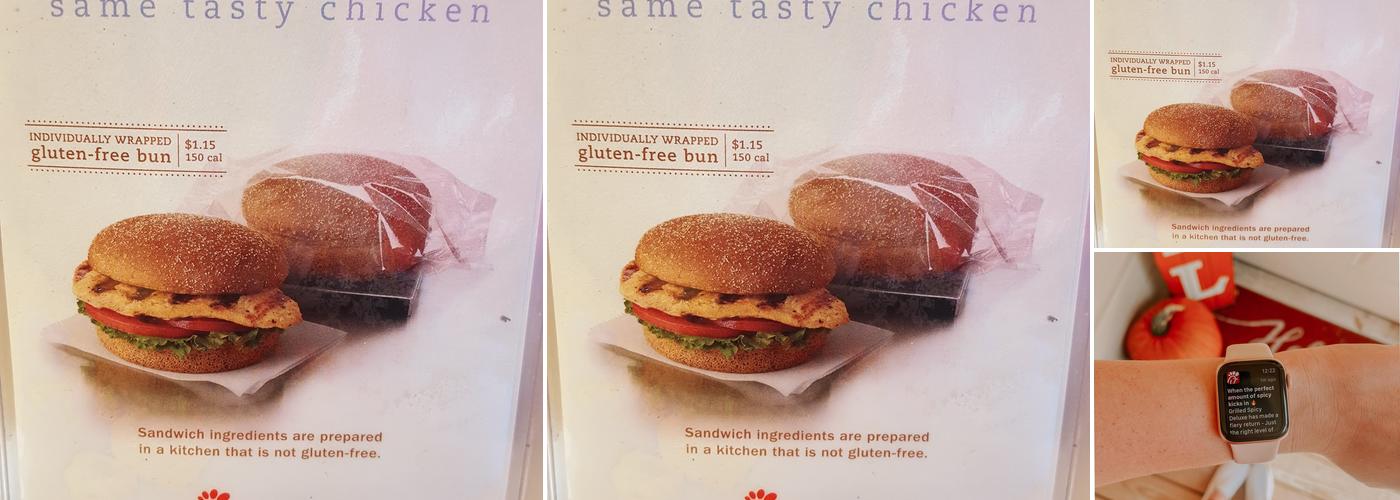 same tasty chicken
INDIVIDUALLY WRAPPED
gluten-free bun
$1.15
150 cal
Sandwich ingredients are prepared
in a kitchen that is not gluten-free.
same tasty chicken
INDIVIDUALLY WRAPPED
gluten-free bun
$1.15
150 cal
Sandwich ingredients are prepared
in a kitchen that is not gluten-free.
INDIVIDUALLY WRAPPED
gluten-free bun
$1.15
150 cal
Sandwich ingredients are prepared
in a kitchen that is not gluten-free.
L
12:22
When the perfect
amount of spicy
kicks in 🔥
Grilled Spicy
Deluxe has made a
fiery return - Just
the right level of